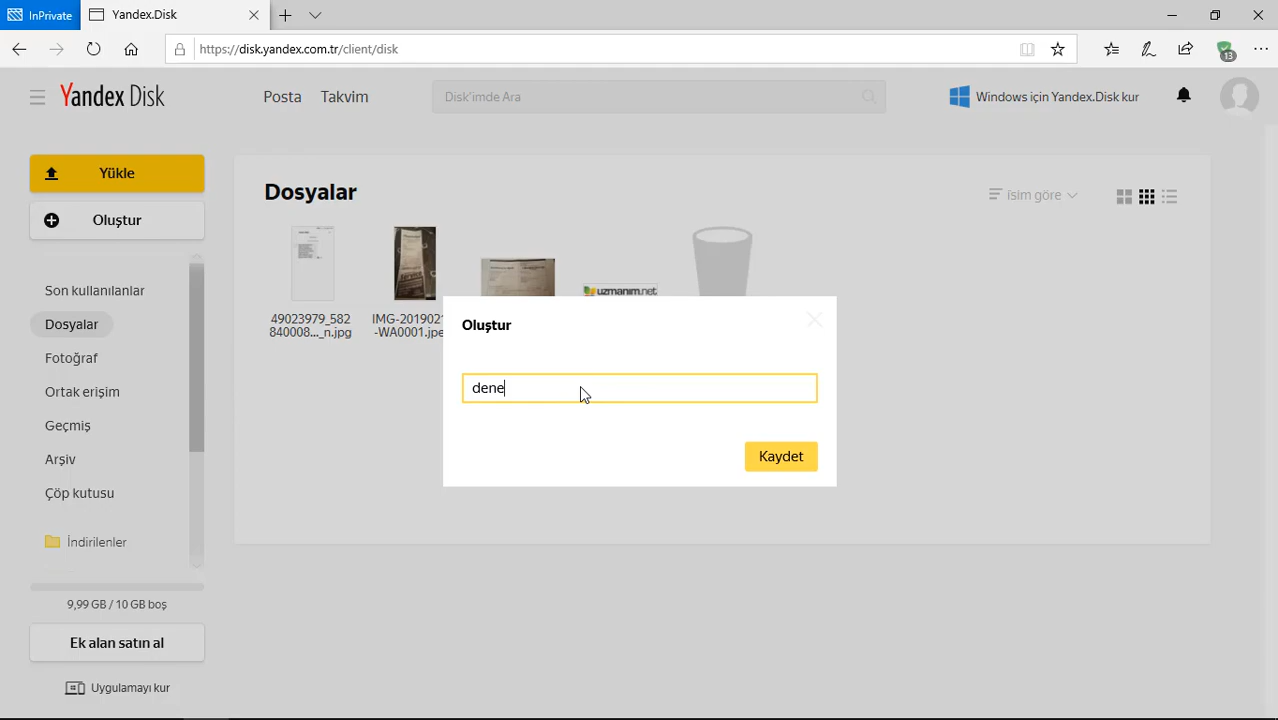 InPrivate
Yandex.Disk
https://disk.yandex.com.tr/client/disk
13
Yandex Disk
Posta
Takvim
Disk'imde Ara
Windows için Yandex.Disk kur
Yükle
Oluştur
Son kullanılanlar
Dosyalar
Fotoğraf
Ortak erişim
Geçmiş
Arşiv
Çöp kutusu
İndirilenler
9,99 GB / 10 GB boş
Ek alan satın al
Uygulamayı kur
Dosyalar
İsim göre
uzmanım.net
49023979_582
840008..._n.jpg
IMG-2019021
-WA0001.jpe
Oluştur
dene
Kaydet